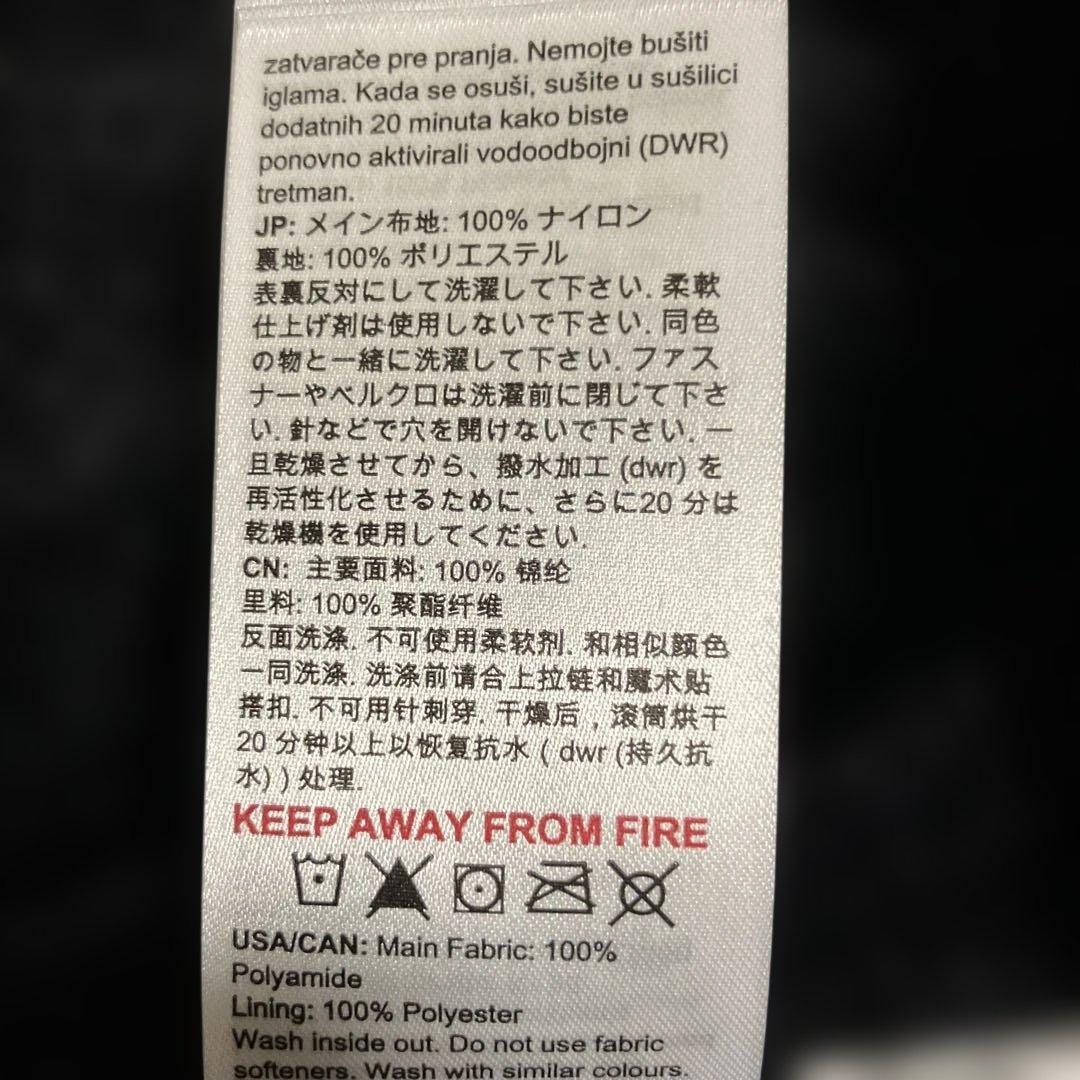 zatvarače pre pranja. Nemojte bušiti
iglama. Kada se osuši, sušite u sušilici
dodatnih 20 minuta kako biste
ponovno aktivirali vodoodbojni (DWR)
tretman.
JP: メイン布地: 100% ナイロン
裏地: 100% ポリエステル
表裏反対にして洗濯して下さい. 柔軟
仕上げ剤は使用しないで下さい. 同色
の物と一緒に洗濯して下さい. ファス
ナーやベルクロは洗濯前に閉じて下さ
い. 針などで穴を開けないで下さい. 一
旦乾燥させてから、撥水加工 (dwr) を
再活性化させるために、さらに20 分は
乾燥機を使用してください.
CN: 主要面料: 100% 锦纶
里料: 100% 聚酯纤维
反面洗涤. 不可使用柔软剂. 和相似颜色
一同洗涤. 洗涤前请合上拉链和魔术贴
搭扣. 不可用针刺穿. 干燥后，滚筒烘干
20 分钟以上以恢复抗水 ( dwr (持久抗
水) ) 处理.
KEEP AWAY FROM FIRE
USA/CAN: Main Fabric: 100%
Polyamide
Lining: 100% Polyester
Wash inside out. Do not use fabric
softeners. Wash with similar colours.